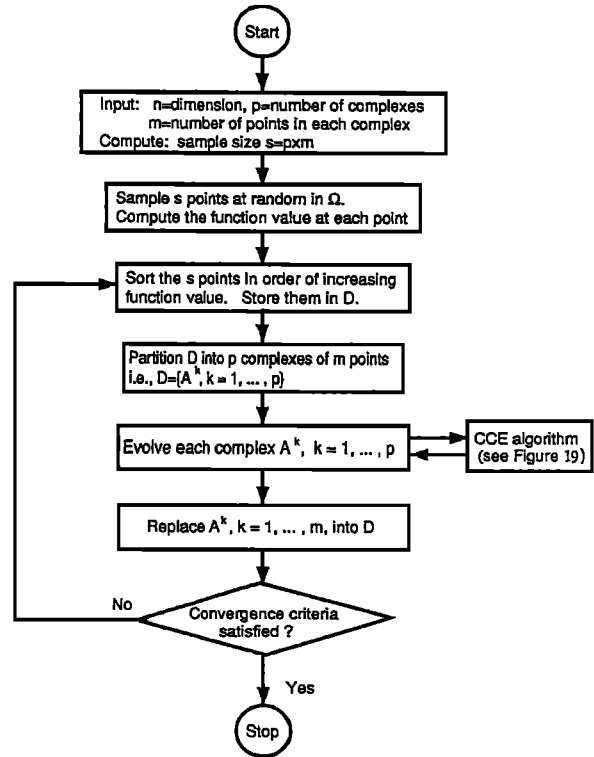 Start
Input: n=dimension, p=number of complexes
m=number of points in each complex
Compute: sample size s=pxm
Sample s points at random in Ω.
Compute the function value at each point
Sort the s points in order of increasing
function value. Store them in D.
Partition D into p complexes of m points
i.e., D={A^k, k = 1, ... , p}
Evolve each complex A^k, k = 1, ... , p
CCE algorithm
(see Figure 19)
Replace A^k, k = 1, ... , m, into D
No
Convergence criteria
satisfied ?
Yes
Stop